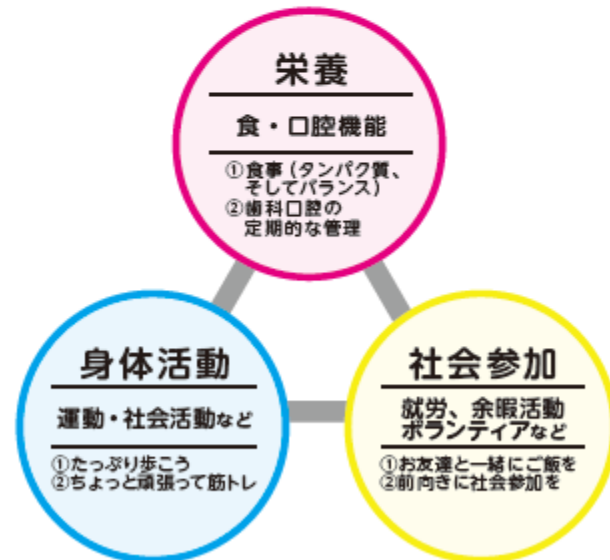 栄養
食・口腔機能
①食事（タンパク質、
そしてバランス）
②歯科口腔の
定期的な管理
身体活動
運動・社会活動など
①たっぷり歩こう
②ちょっと頑張って筋トレ
社会参加
就労、余暇活動
ボランティアなど
①お友達と一緒にご飯を
②前向きに社会参加を